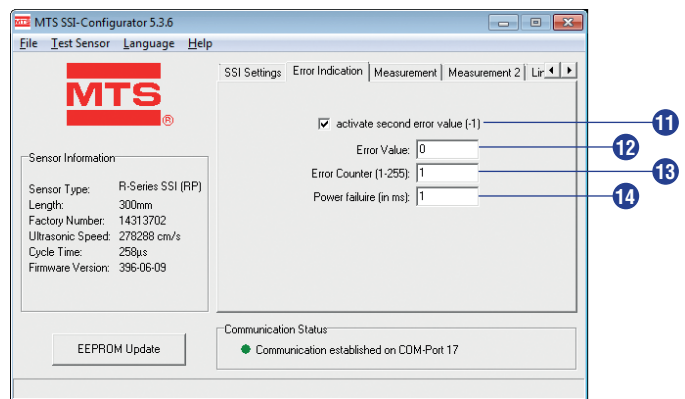 MTS SSI-Configurator 5.3.6
File Test Sensor Language Help
MTS
®
SSI Settings Error Indication Measurement Measurement 2 Lir
activate second error value (-1)
11
Error Value: 0
12
Error Counter (1-255): 1
13
Power failuire (in ms): 1
14
Sensor Information
Sensor Type: R-Series SSI (RP)
Length: 300mm
Factory Number: 14313702
Ultrasonic Speed: 278288 cm/s
Cycle Time: 258µs
Firmware Version: 396-06-09
EEPROM Update
Communication Status
Communication established on COM-Port 17